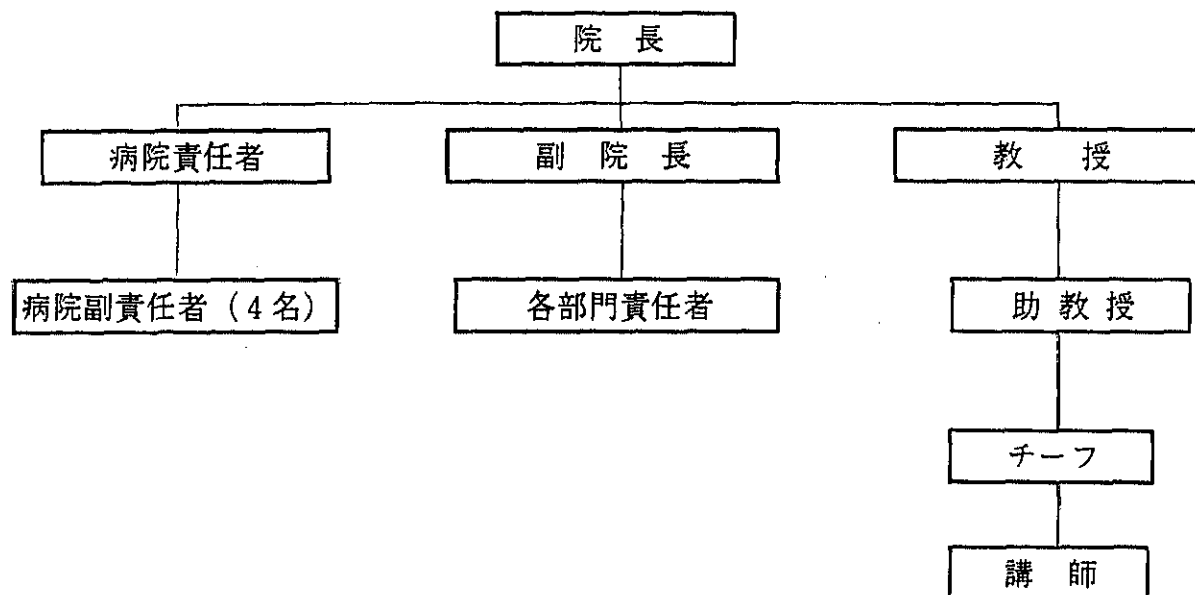 院長
病院責任者
副院長
教授
病院副責任者(4名)
各部門責任者
助教授
チーフ
講師